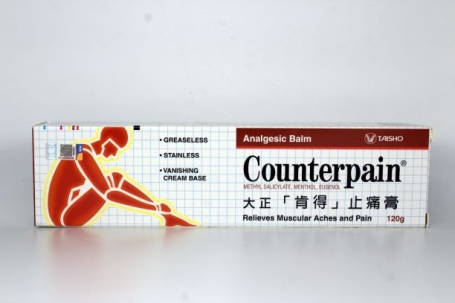 • GREASELESS
• STAINLESS
• VANISHING
CREAM BASE
Analgesic Balm
TAISHO
Counterpain®
METHYL SALICYLATE, MENTHOL, EUGENOL
大正「肯得」止痛膏
Relieves Muscular Aches and Pain
120g